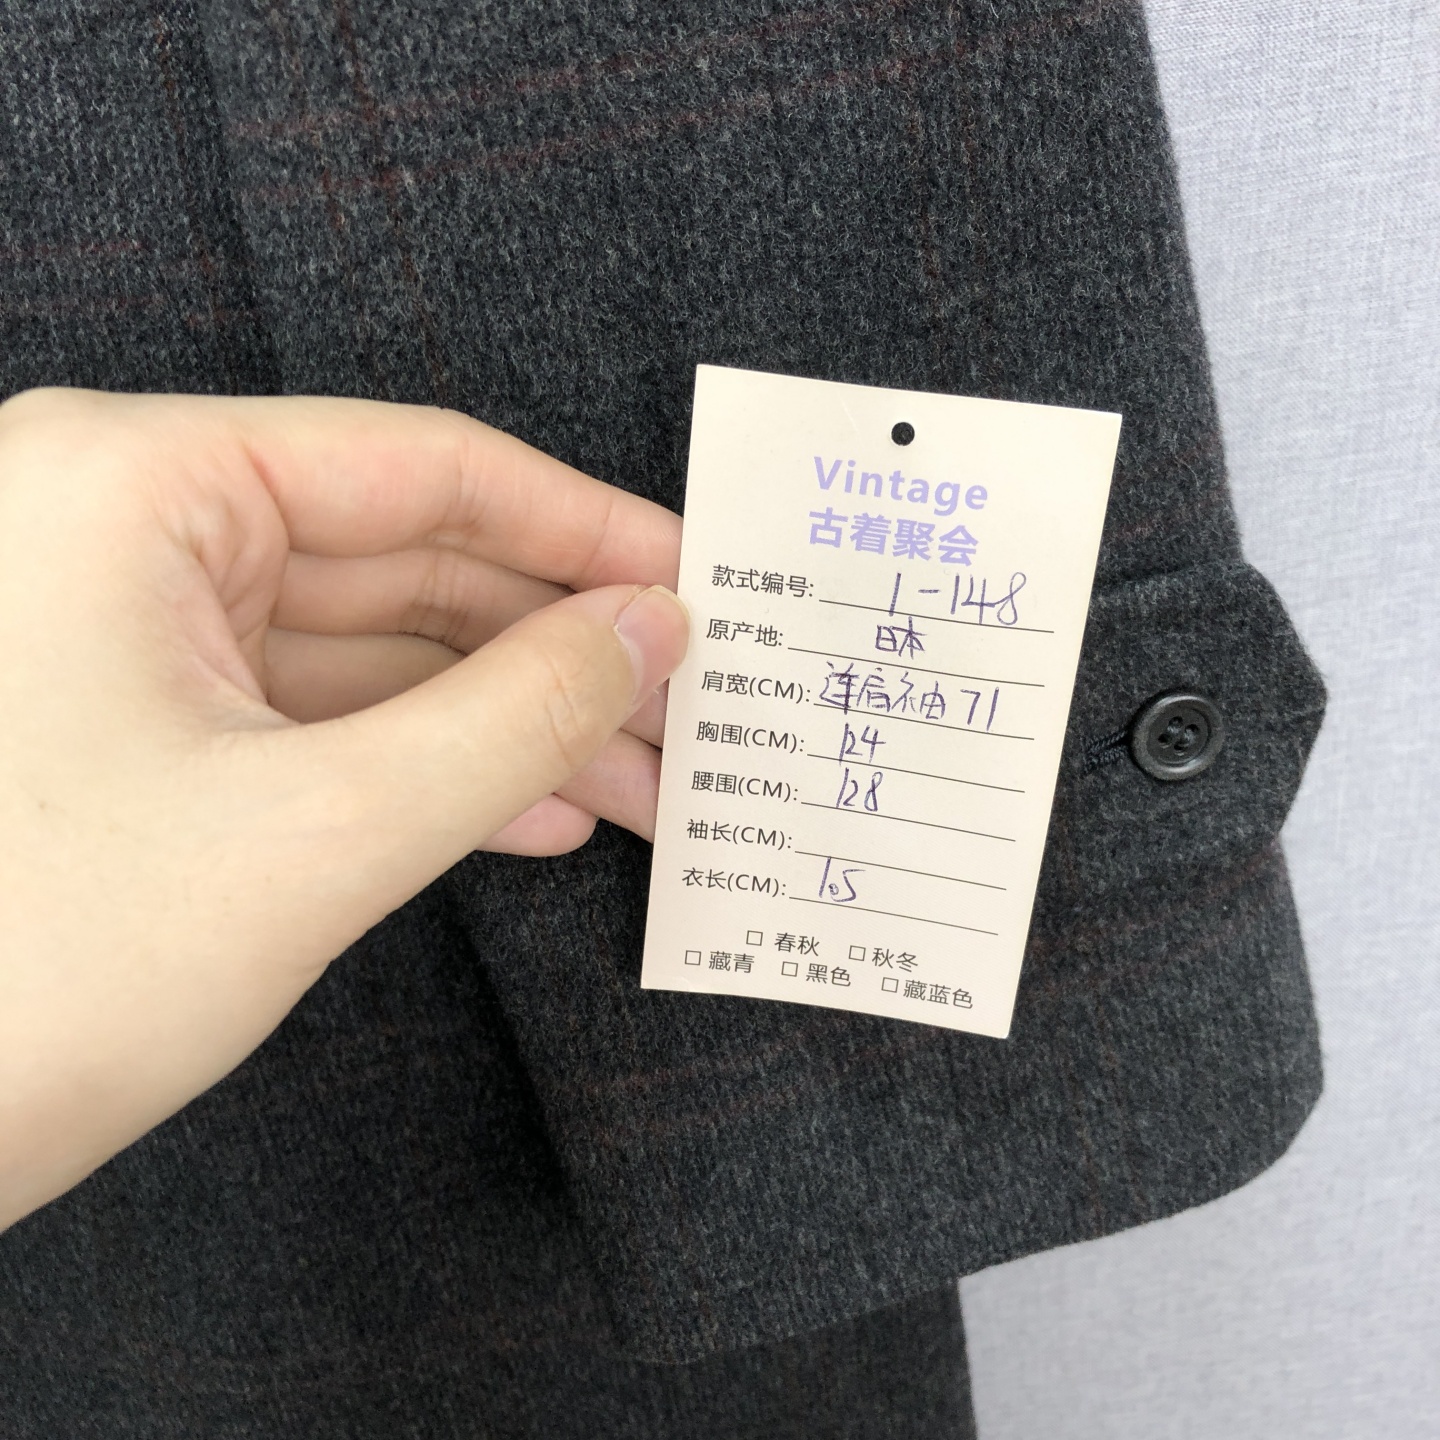 Vintage
古着聚会
款式编号: 1-148
原产地: 日本
肩宽(CM): 连肩袖 71
胸围(CM): 124
腰围(CM): 128
袖长(CM):
衣长(CM): 105
□ 春秋 □ 秋冬
□ 藏青 □ 黑色 □ 藏蓝色